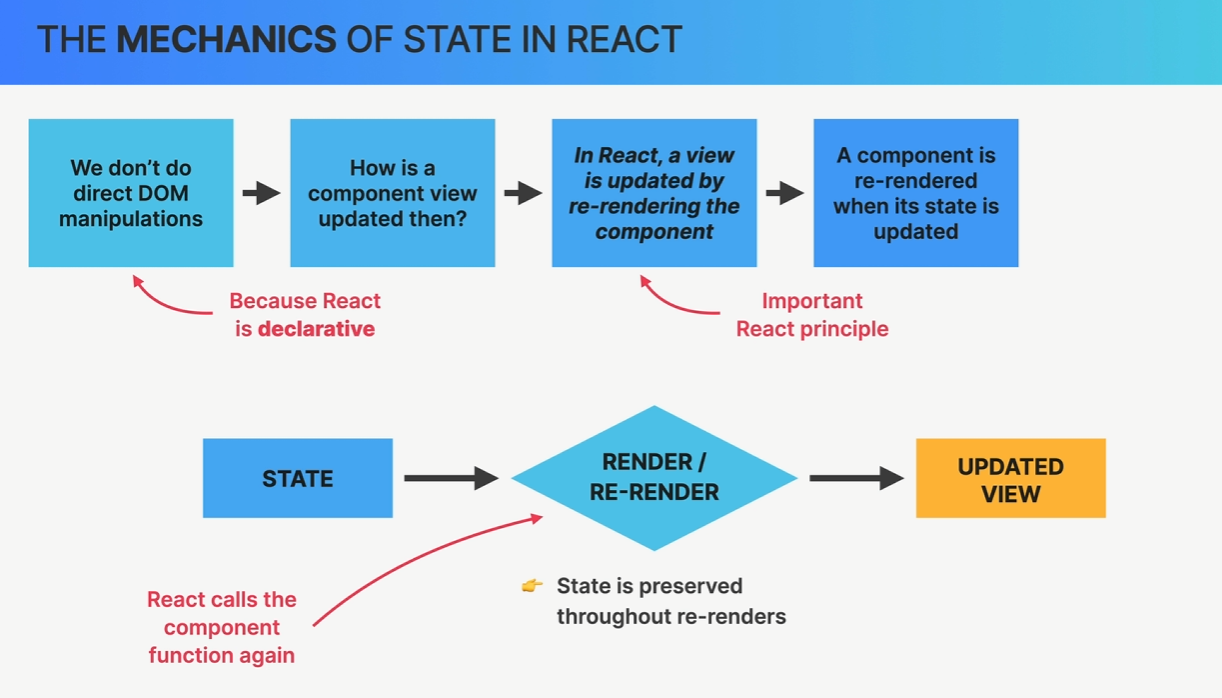 THE MECHANICS OF STATE IN REACT
We don’t do
direct DOM
manipulations
How is a
component view
updated then?
In React, a view
is updated by
re-rendering the
component
A component is
re-rendered
when its state is
updated
Because React
is declarative
Important
React principle
STATE
RENDER /
RE-RENDER
UPDATED
VIEW
👉 State is preserved
throughout re-renders
React calls the
component
function again